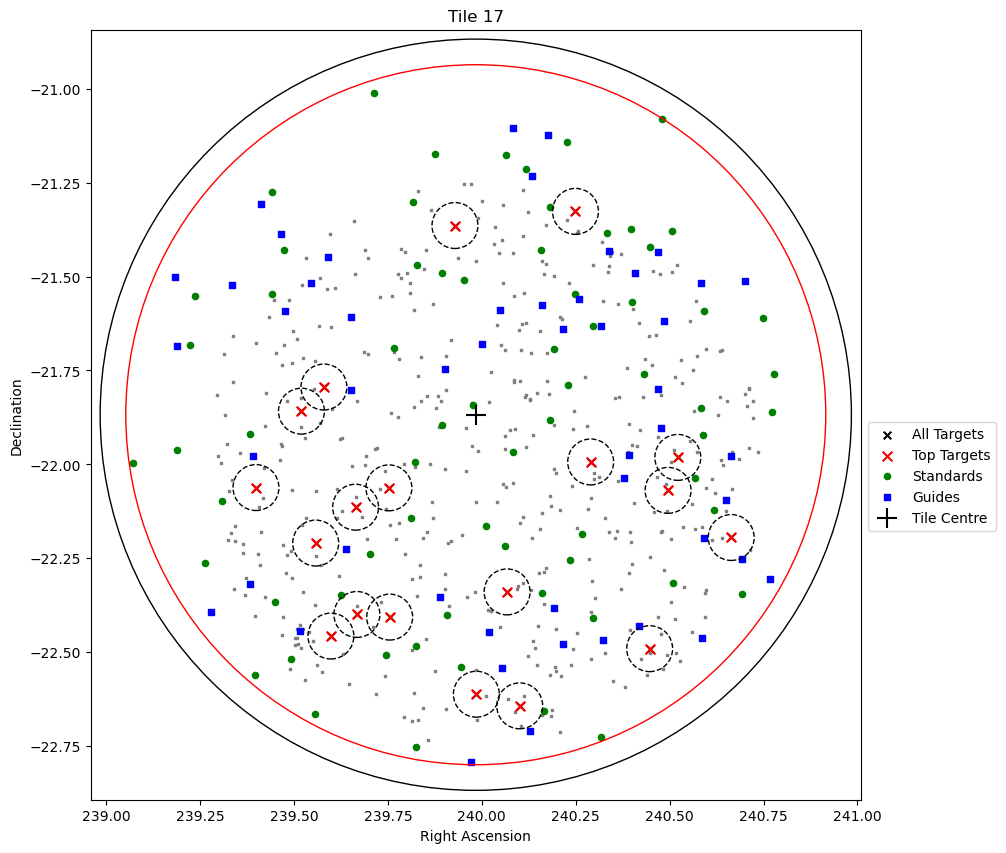 Tile 17
Declination
−21.00
−21.25
−21.50
−21.75
−22.00
−22.25
−22.50
−22.75
239.00 239.25 239.50 239.75 240.00 240.25 240.50 240.75 241.00
Right Ascension
All Targets
Top Targets
Standards
Guides
Tile Centre